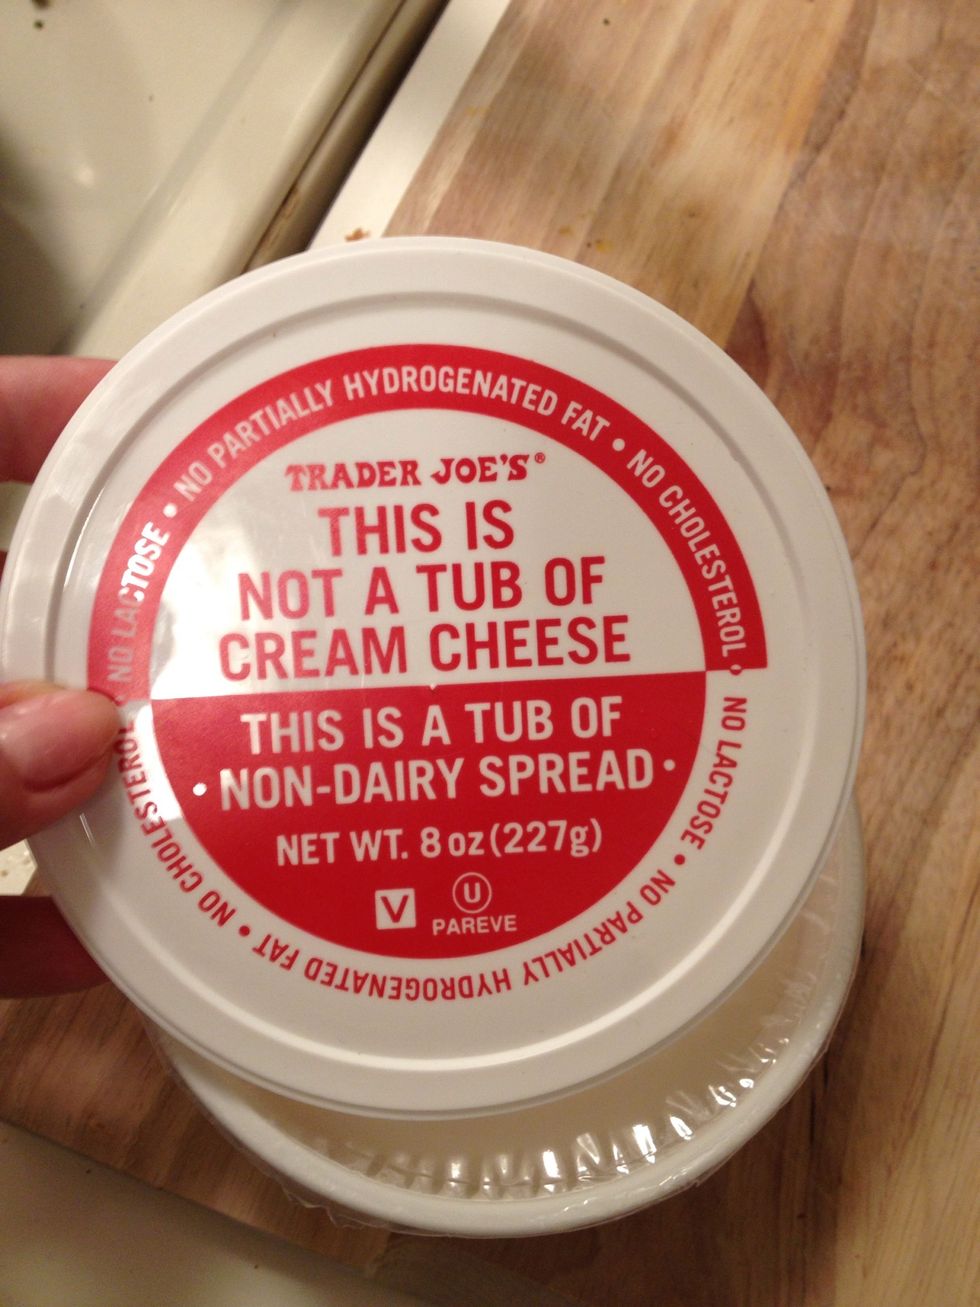 NO LACTOSE • NO PARTIALLY HYDROGENATED FAT • NO CHOLESTEROL •
TRADER JOE'S®
THIS IS
NOT A TUB OF
CREAM CHEESE
THIS IS A TUB OF
• NON-DAIRY SPREAD •
NET WT. 8 oz (227g)
V
U
PAREVE
NO LACTOSE • NO PARTIALLY HYDROGENATED FAT • NO CHOLESTEROL •